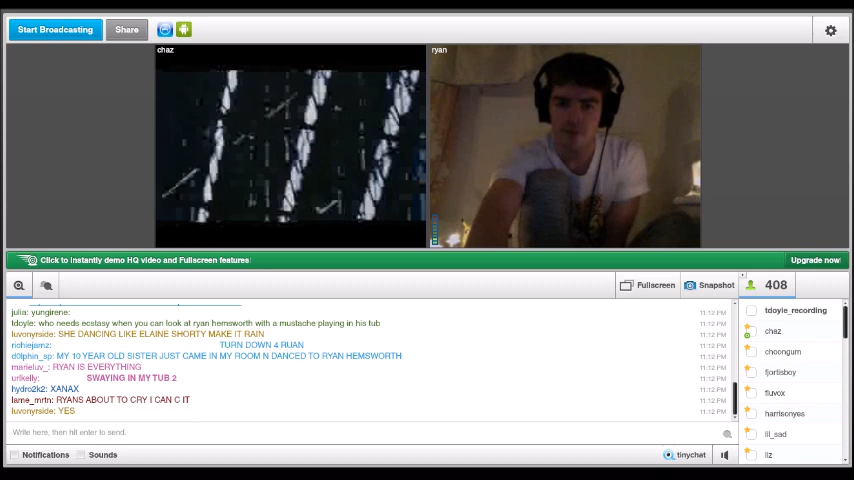 Start Broadcasting
Share
chaz
ryan
Click to instantly demo HQ video and Fullscreen features!
Upgrade now!
Fullscreen
Snapshot
408
julia: yungirene:
tdoyle: who needs ecstasy when you can look at ryan hemsworth with a mustache playing in his tub
luvonyrside: SHE DANCING LIKE ELAINE SHORTY MAKE IT RAIN
richiejamz: TURN DOWN 4 RUAN
d0lphin_sp: MY 10 YEAR OLD SISTER JUST CAME IN MY ROOM N DANCED TO RYAN HEMSWORTH
marieluv_: RYAN IS EVERYTHING
urlkelly: SWAYING IN MY TUB 2
hydro2k2: XANAX
lame_mrtn: RYANS ABOUT TO CRY I CAN C IT
luvonyrside: YES
11:12 PM
11:12 PM
11:12 PM
11:12 PM
11:12 PM
11:12 PM
11:12 PM
11:12 PM
11:12 PM
11:12 PM
tdoyle_recording
chaz
choongum
fjortisboy
fluvox
harrisonyes
lil_sad
liz
Write here, then hit enter to send.
Notifications
Sounds
tinychat